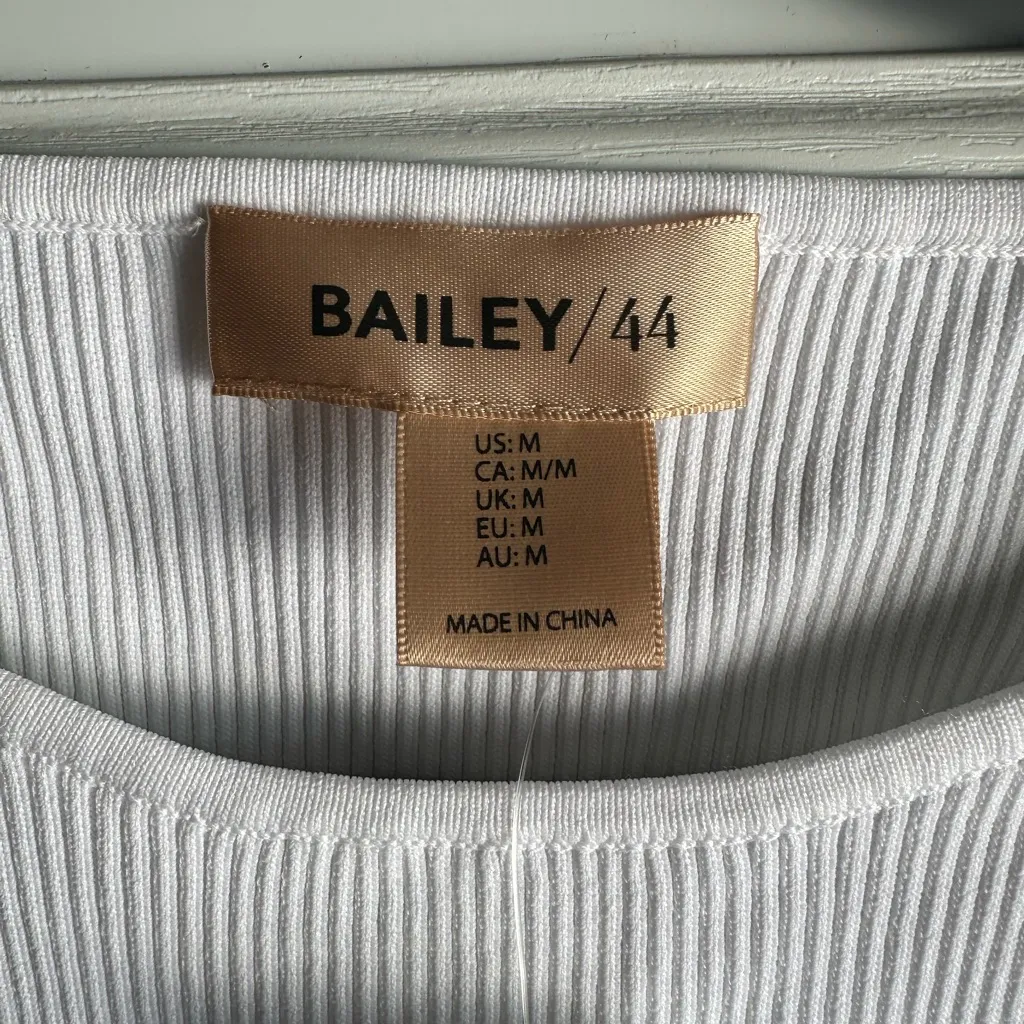 BAILEY/44
US: M
CA: M/M
UK: M
EU: M
AU: M
MADE IN CHINA